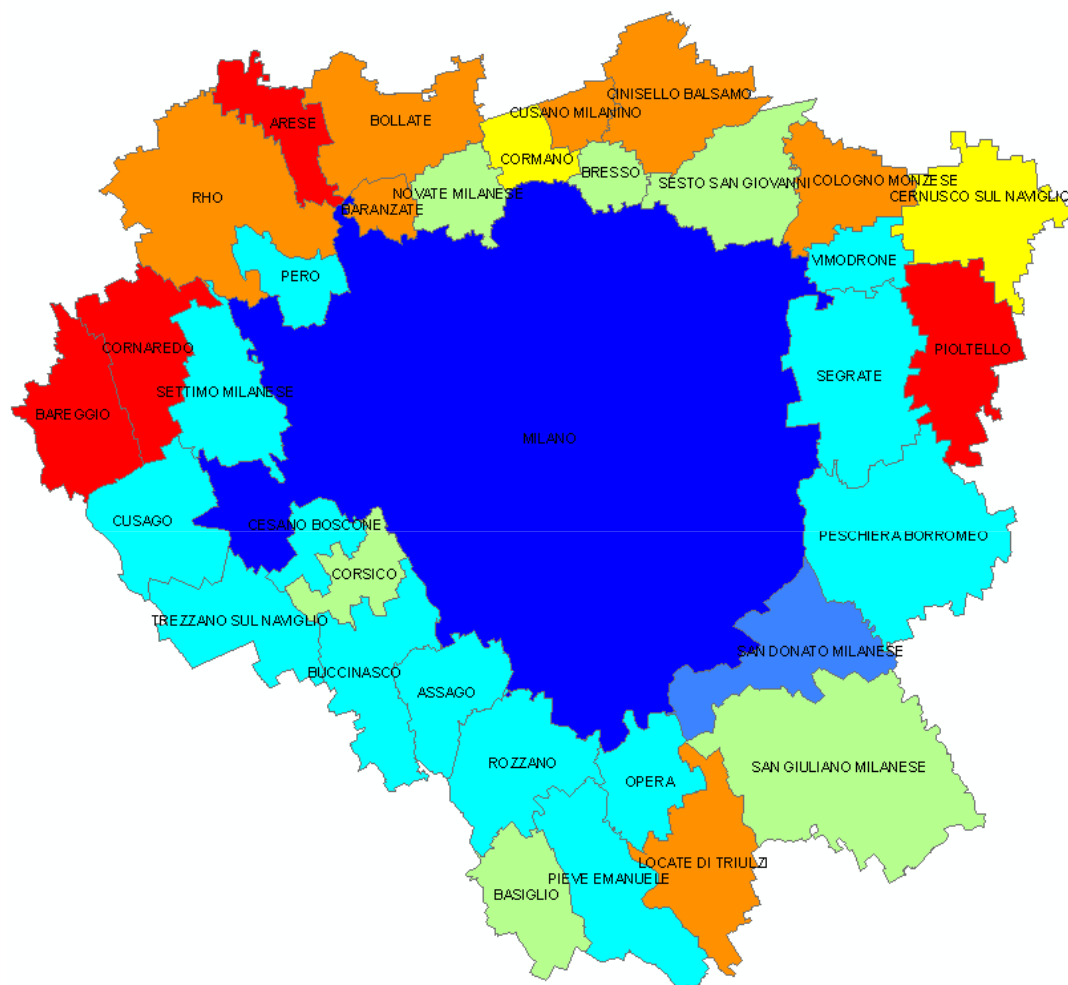 CINISELLO BALSAMO
CUSANO MILANINO
ARESE
BOLLATE
CORMANO
BRESSO
SESTO SAN GIOVANNI
COLOGNO MONZESE
NOVATE MILANESE
RHO
CERNUSCO SUL NAVIGLIO
BARANZATE
VIMODRONE
PERO
CORNAREDO
PIOLTELLO
SEGRATE
SETTIMO MILANESE
BAREGGIO
MILANO
CUSAGO
CESANO BOSCONE
PESCHIERA BORROMEO
CORSICO
TREZZANO SUL NAVIGLIO
SAN DONATO MILANESE
BUCCINASCO
ASSAGO
ROZZANO
SAN GIULIANO MILANESE
OPERA
LOCATE DI TRIULZI
PIEVE EMANUELE
BASIGLIO